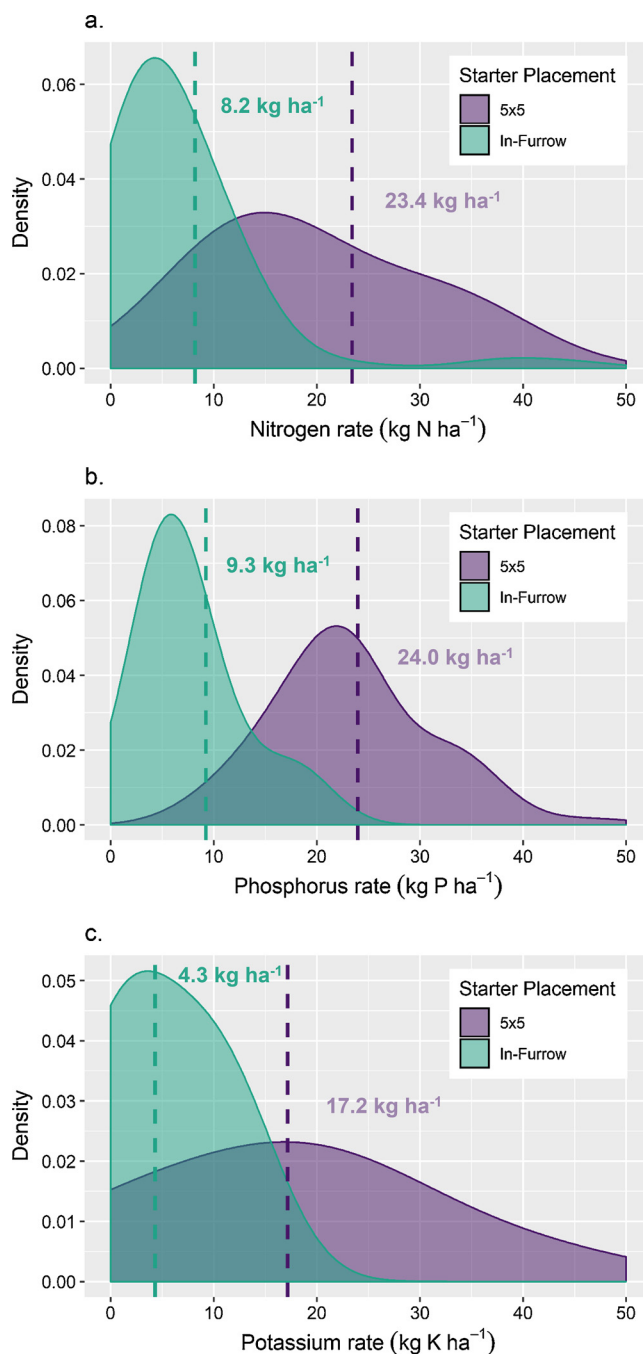 a.
Density
0.06
0.04
0.02
0.00
8.2 kg ha⁻¹
23.4 kg ha⁻¹
Starter Placement
5x5
In-Furrow
0 10 20 30 40 50
Nitrogen rate (kg N ha⁻¹)
b.
Density
0.08
0.06
0.04
0.02
0.00
9.3 kg ha⁻¹
24.0 kg ha⁻¹
Starter Placement
5x5
In-Furrow
0 10 20 30 40 50
Phosphorus rate (kg P ha⁻¹)
c.
Density
0.05
0.04
0.03
0.02
0.01
0.00
4.3 kg ha⁻¹
17.2 kg ha⁻¹
Starter Placement
5x5
In-Furrow
0 10 20 30 40 50
Potassium rate (kg K ha⁻¹)